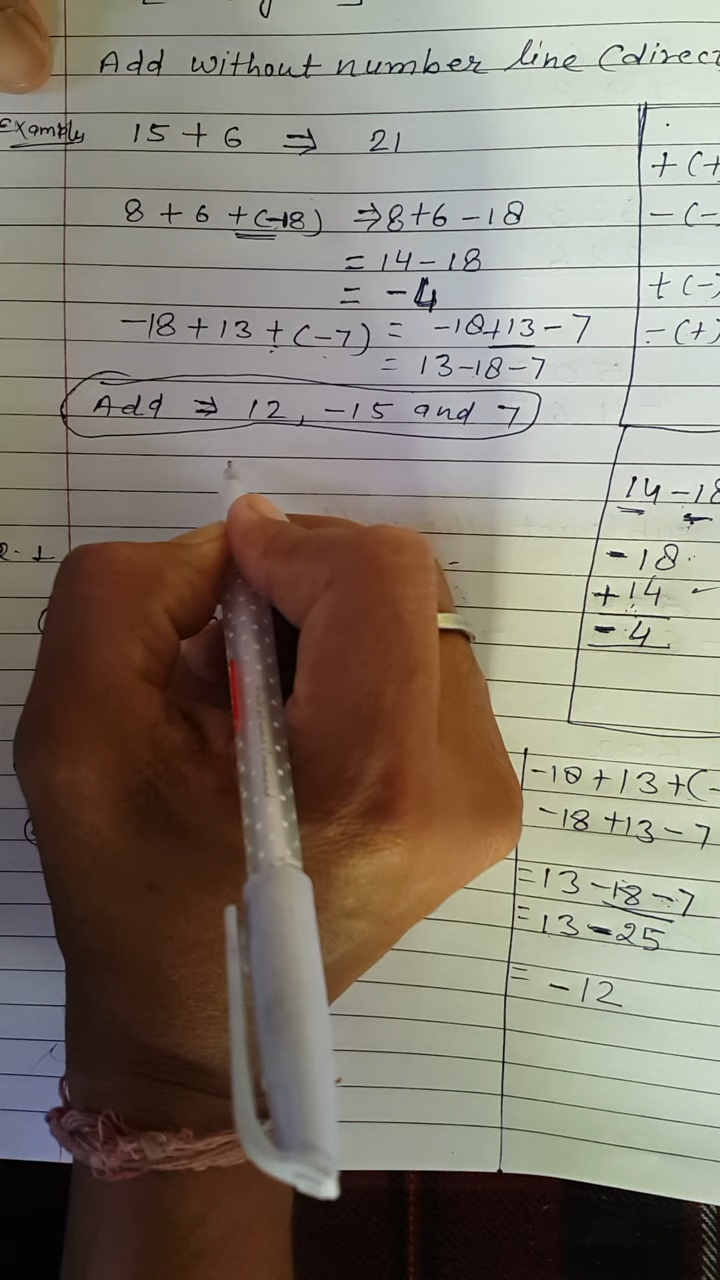 Add without number line (direc
Example 15 + 6 ⇒ 21
8 + 6 + (-18) ⇒ 8+6 -18
= 14 - 18
= -4
-18 + 13 + (-7) = -18+13 - 7
= 13-18-7
Add ⇒ 12, -15 and 7
+ (+
- (-
+ (-)
- (+)
14 - 18
-18
+14
-4
-18 + 13 + (-
-18 + 13 - 7
= 13 - 18 - 7
= 13 - 25
= -12